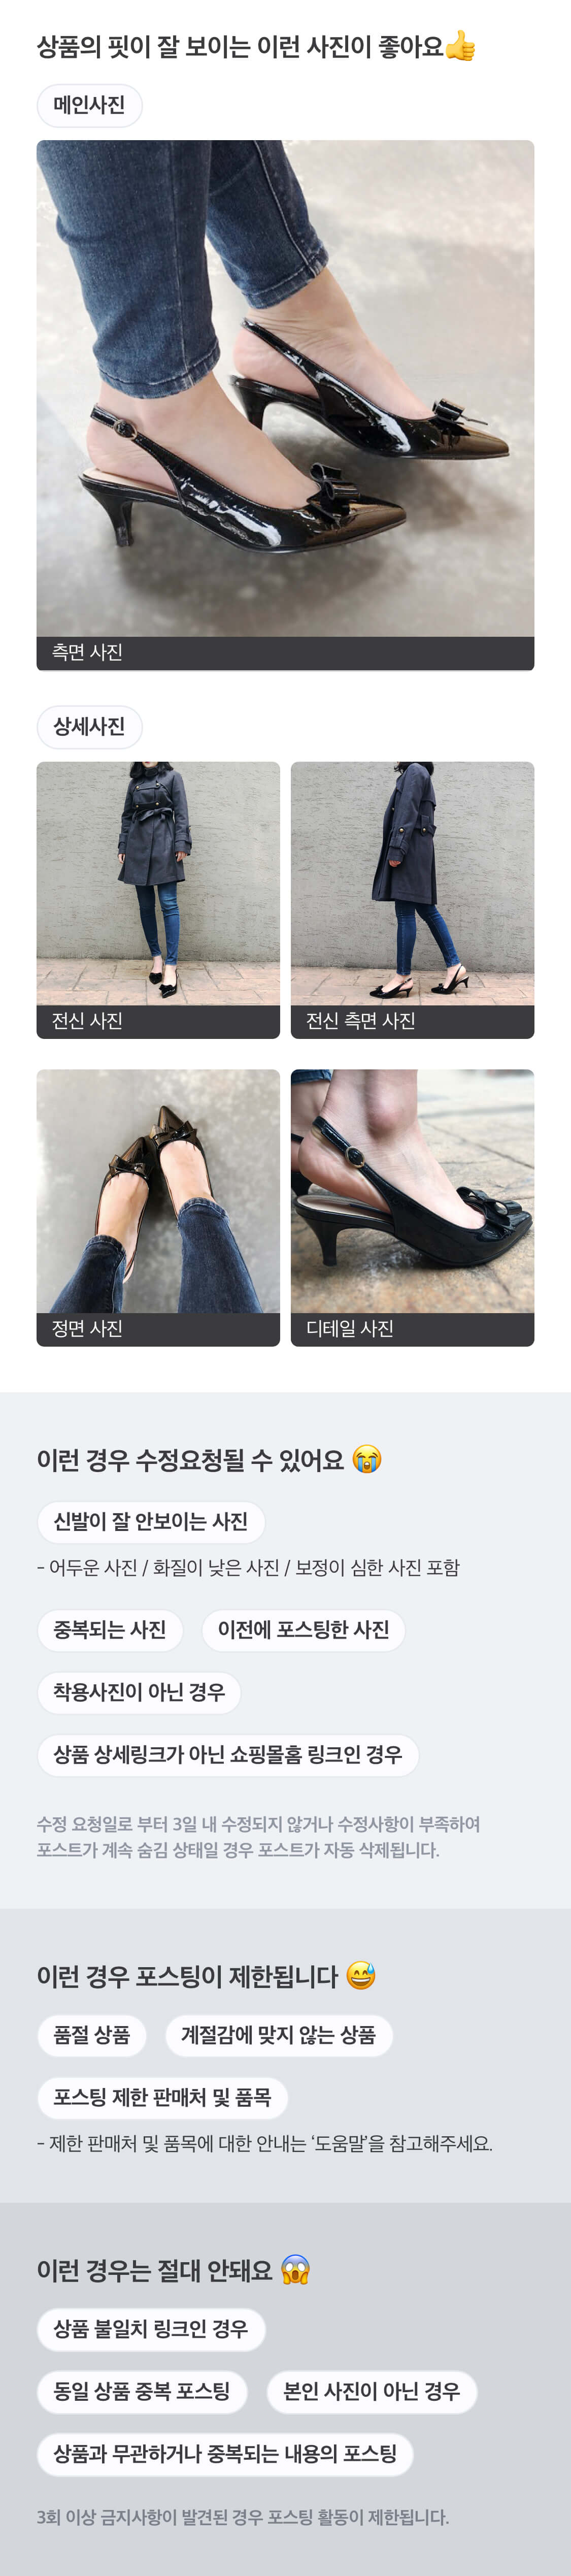 상품의 핏이 잘 보이는 이런 사진이 좋아요👍
메인사진
측면 사진
상세사진
전신 사진
전신 측면 사진
정면 사진
디테일 사진
이런 경우 수정요청될 수 있어요 😭
신발이 잘 안보이는 사진
- 어두운 사진 / 화질이 낮은 사진 / 보정이 심한 사진 포함
중복되는 사진
이전에 포스팅한 사진
착용사진이 아닌 경우
상품 상세링크가 아닌 쇼핑몰홈 링크인 경우
수정 요청일로 부터 3일 내 수정되지 않거나 수정사항이 부족하여
포스트가 계속 숨김 상태일 경우 포스트가 자동 삭제됩니다.
이런 경우 포스팅이 제한됩니다 😅
품절 상품
계절감에 맞지 않는 상품
포스팅 제한 판매처 및 품목
- 제한 판매처 및 품목에 대한 안내는 ‘도움말’을 참고해주세요.
이런 경우는 절대 안돼요 😱
상품 불일치 링크인 경우
동일 상품 중복 포스팅
본인 사진이 아닌 경우
상품과 무관하거나 중복되는 내용의 포스팅
3회 이상 금지사항이 발견된 경우 포스팅 활동이 제한됩니다.